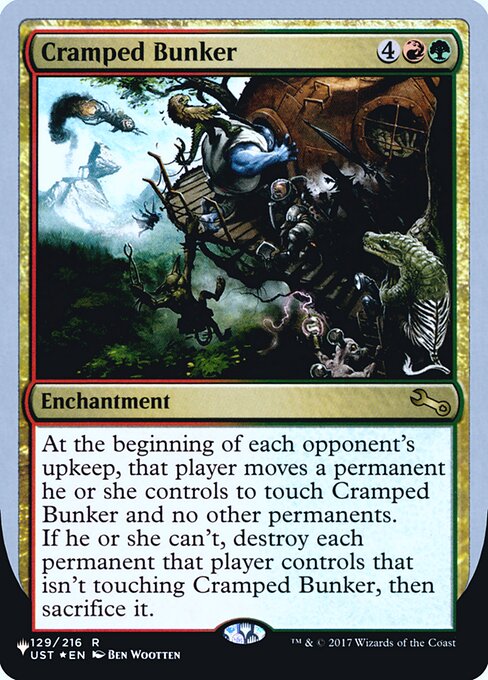 Cramped Bunker 4
Enchantment
At the beginning of each opponent's
upkeep, that player moves a permanent
he or she controls to touch Cramped
Bunker and no other permanents.
If he or she can't, destroy each
permanent that player controls that
isn't touching Cramped Bunker, then
sacrifice it.
129/216 R
UST ★ EN Ben Wootten
™ & © 2017 Wizards of the Coast